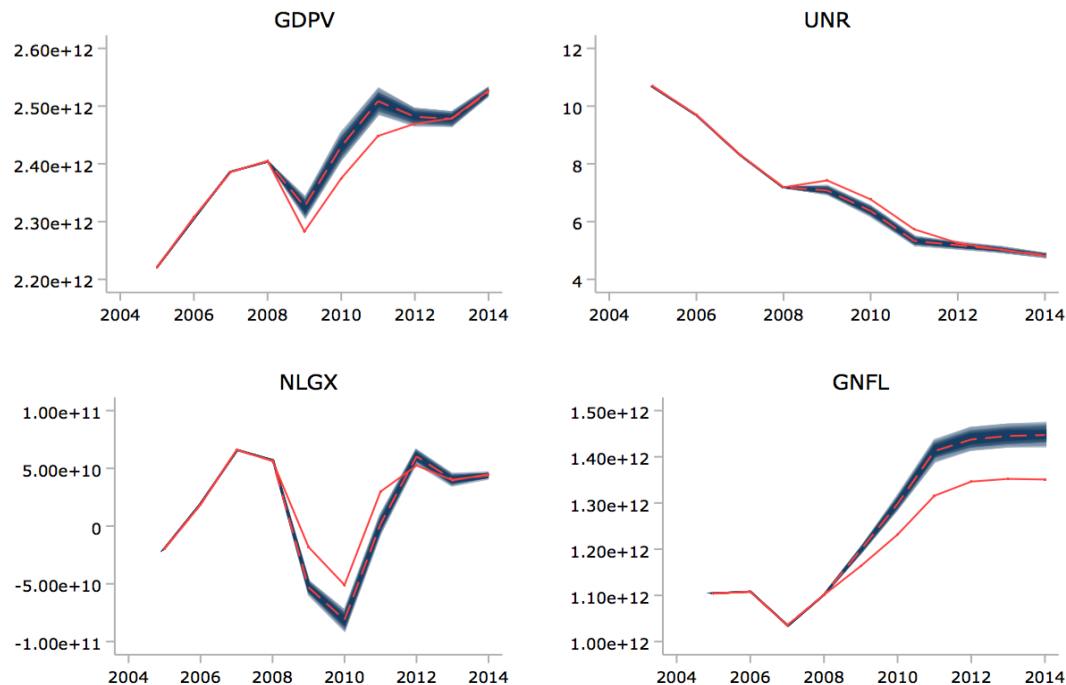 GDPV
2.60e+12
2.50e+12
2.40e+12
2.30e+12
2.20e+12
2004 2006 2008 2010 2012 2014
UNR
12
10
8
6
4
2004 2006 2008 2010 2012 2014
NLGX
1.00e+11
5.00e+10
0
-5.00e+10
-1.00e+11
2004 2006 2008 2010 2012 2014
GNFL
1.50e+12
1.40e+12
1.30e+12
1.20e+12
1.10e+12
1.00e+12
2004 2006 2008 2010 2012 2014